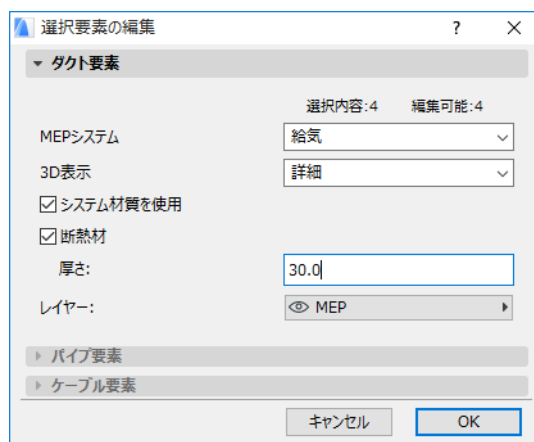 選択要素の編集
ダクト要素
選択内容:4 編集可能:4
MEPシステム 給気
3D表示 詳細
システム材質を使用
断熱材
厚さ: 30.0
レイヤー: MEP
パイプ要素
ケーブル要素
キャンセル OK